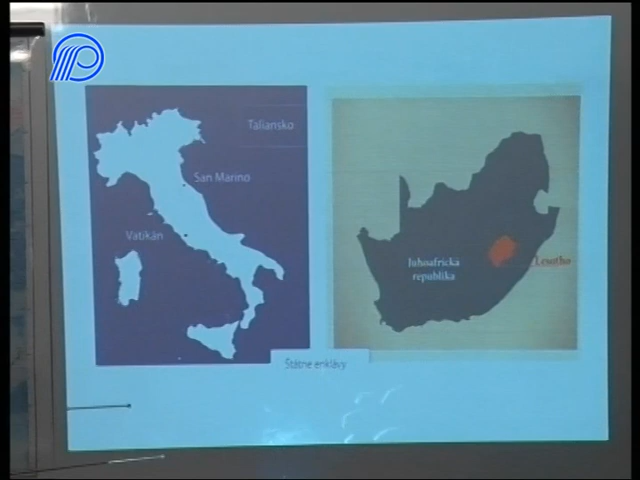 Taliansko
San Marino
Vatikán
Juhoafrická
republika
Lesotho
Štátne enklávy